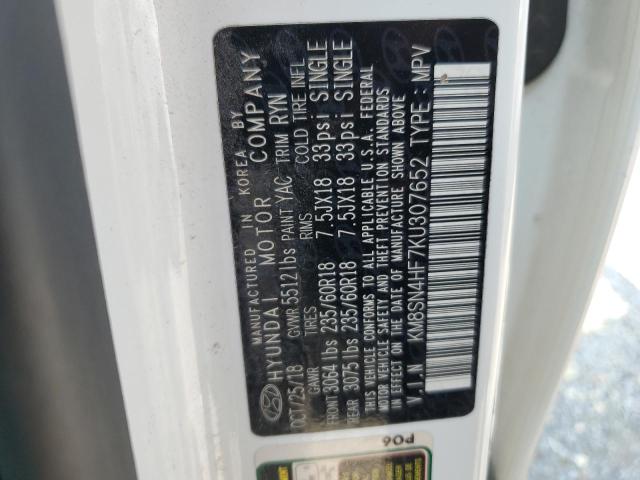 MANUFACTURED IN KOREA BY
HYUNDAI MOTOR COMPANY
OCT/25/18 GVWR 5512 lbs PAINT YAC TRIM RYN
GAWR TIRES RIMS COLD TIRE INFL
FRONT 3064 lbs 235/60R18 7.5JX18 33psi SINGLE
REAR 3075 lbs 235/60R18 7.5JX18 33psi SINGLE
THIS VEHICLE CONFORMS TO ALL APPLICABLE U.S.A. FEDERAL
MOTOR VEHICLE SAFETY AND THEFT PREVENTION STANDARDS
IN EFFECT ON THE DATE OF MANUFACTURE SHOWN ABOVE
V.I.N KM8SN4HF7KU307652 TYPE : MPV
P06